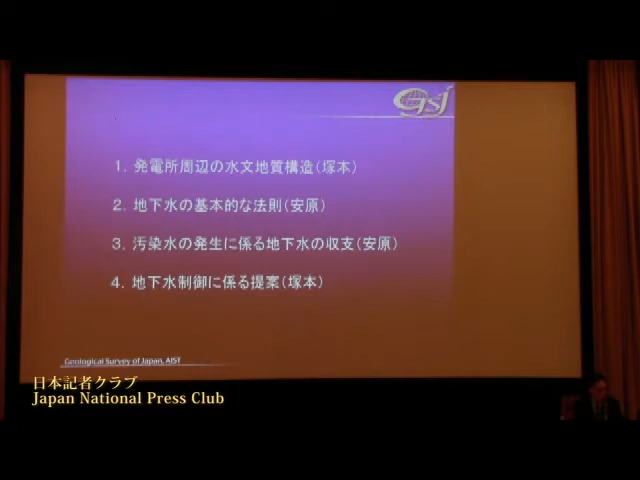 GSJ
1. 発電所周辺の水文地質構造(塚本)
2. 地下水の基本的な法則(安原)
3. 汚染水の発生に係る地下水の収支(安原)
4. 地下水制御に係る提案(塚本)
Geological Survey of Japan, AIST
日本記者クラブ
Japan National Press Club